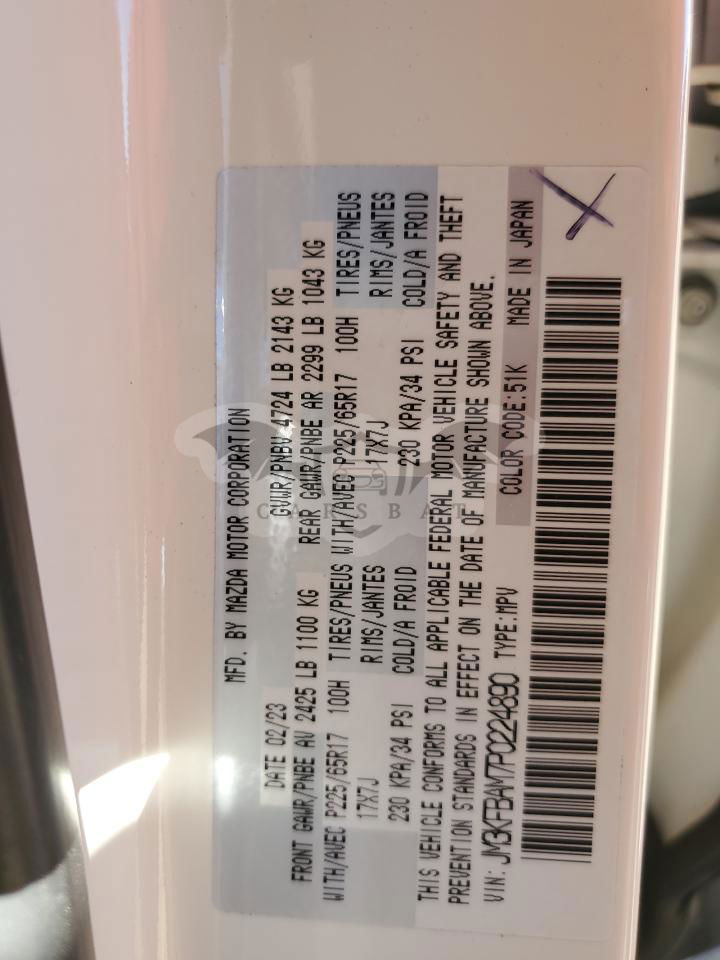 MFD. BY MAZDA MOTOR CORPORATION
DATE 02/23 GVWR/PNBV 4724 LB 2143 KG
FRONT GAWR/PNBE AV 2425 LB 1100 KG REAR GAWR/PNBE AR 2299 LB 1043 KG
WITH/AVEC P225/65R17 100H TIRES/PNEUS WITH/AVEC P225/65R17 100H TIRES/PNEUS
17X7J RIMS/JANTES 17X7J RIMS/JANTES
230 KPA/34 PSI COLD/A FROID 230 KPA/34 PSI COLD/A FROID
THIS VEHICLE CONFORMS TO ALL APPLICABLE FEDERAL MOTOR VEHICLE SAFETY AND THEFT
PREVENTION STANDARDS IN EFFECT ON THE DATE OF MANUFACTURE SHOWN ABOVE.
VIN: JM3KFBAM7P0224890 TYPE:MPV COLOR CODE:51K MADE IN JAPAN
X
CARSBAT